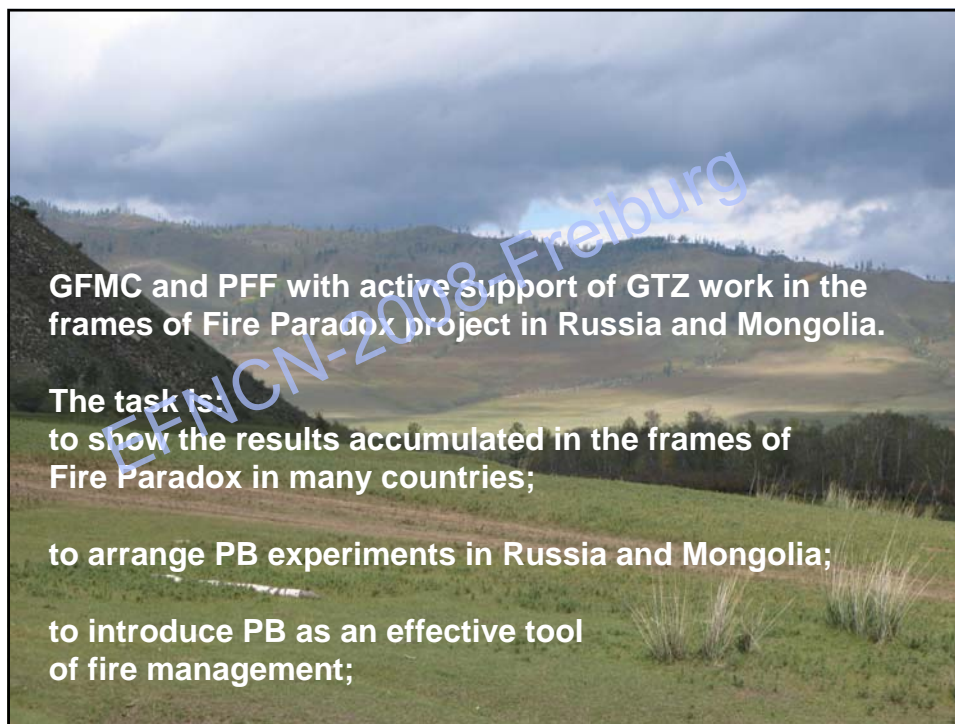 EFNCN-2008-Freiburg
GFMC and PFF with active support of GTZ work in the
frames of Fire Paradox project in Russia and Mongolia.
The task is:
to show the results accumulated in the frames of
Fire Paradox in many countries;
to arrange PB experiments in Russia and Mongolia;
to introduce PB as an effective tool
of fire management;